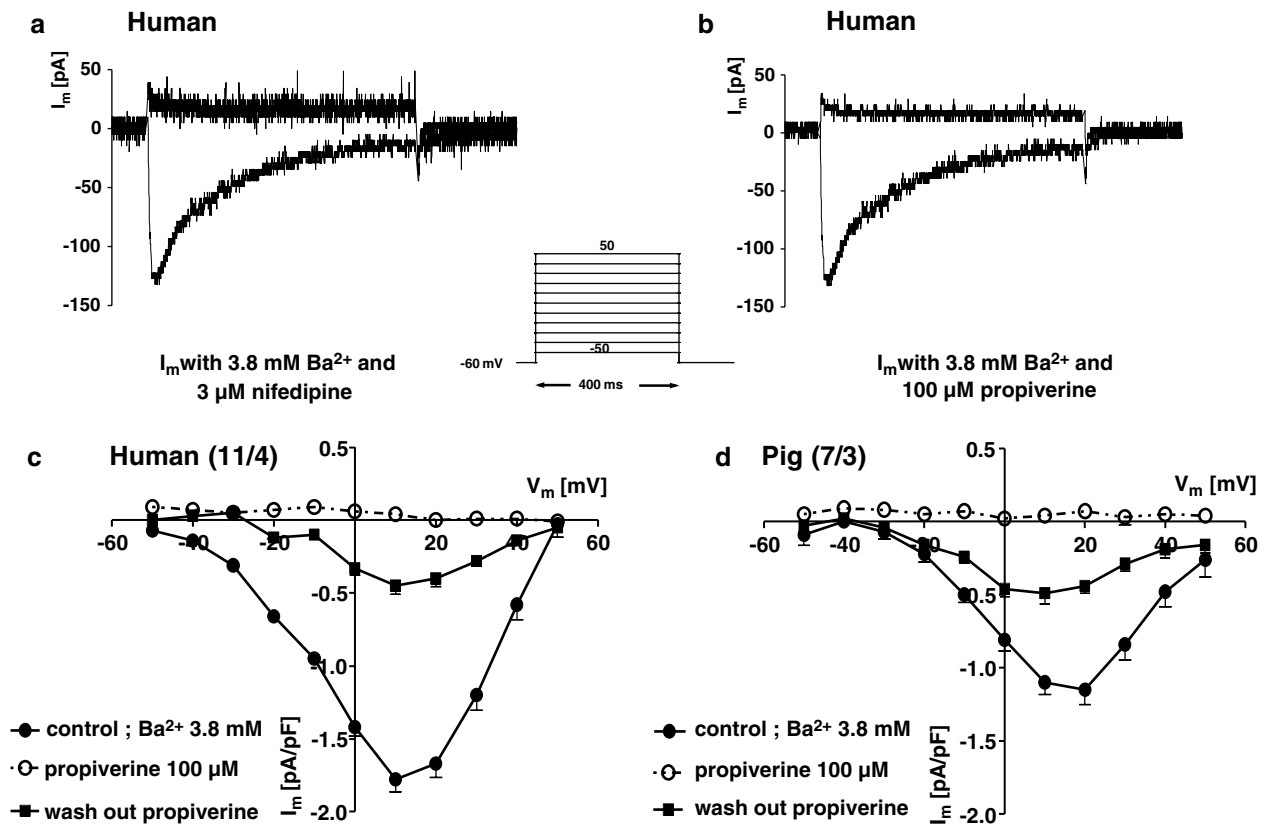 a Human
I_m [pA]
50
0
-50
-100
-150
I_m with 3.8 mM Ba²⁺ and
3 µM nifedipine
50
-50
-60 mV
400 ms
b Human
I_m [pA]
50
0
-50
-100
-150
I_m with 3.8 mM Ba²⁺ and
100 µM propiverine
c Human (11/4)
0.5
V_m [mV]
-60 -40 -20 20 40 60
-0.5
-1.0
-1.5
-2.0
I_m [pA/pF]
control ; Ba²⁺ 3.8 mM
propiverine 100 µM
wash out propiverine
d Pig (7/3)
0.5
V_m [mV]
-60 -40 -20 20 40 60
-0.5
-1.0
-1.5
-2.0
I_m [pA/pF]
control ; Ba²⁺ 3.8 mM
propiverine 100 µM
wash out propiverine